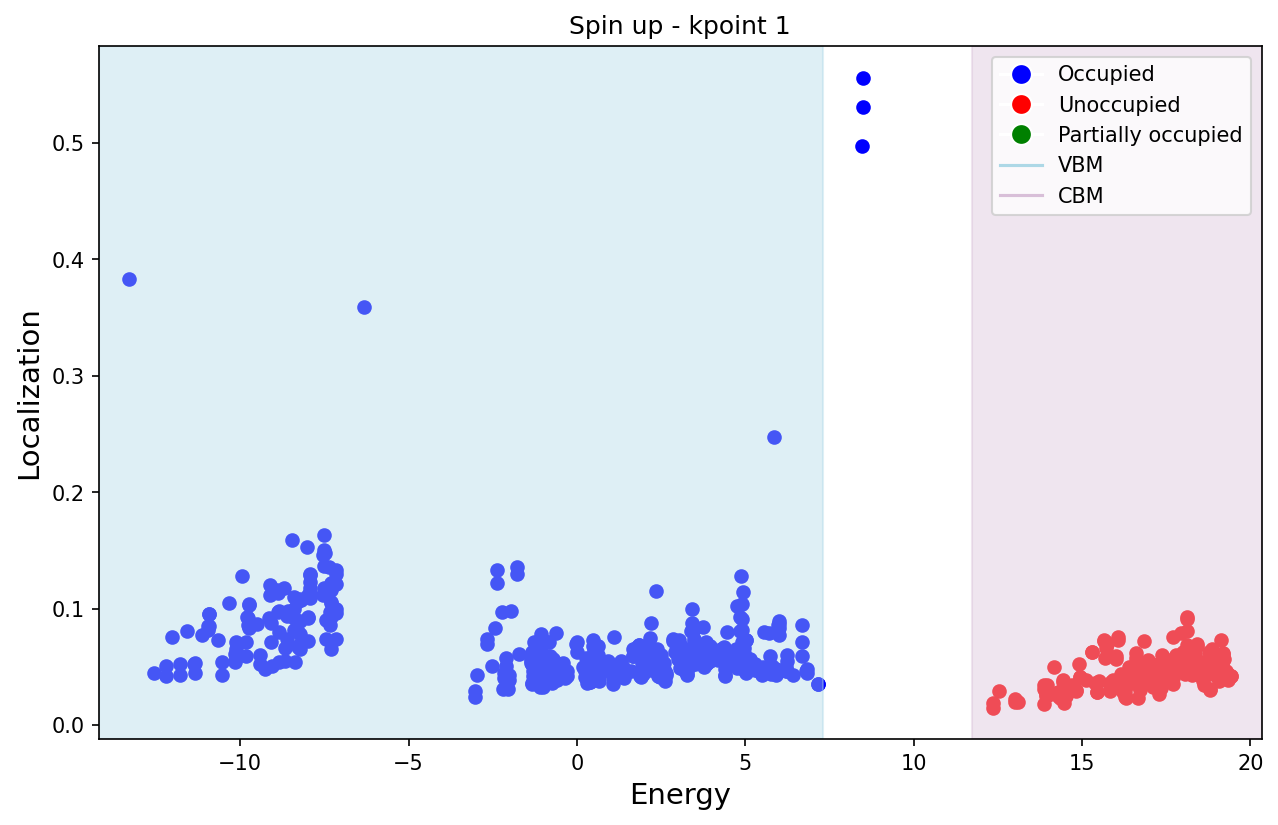 Spin up - kpoint 1
Localization
0.5
0.4
0.3
0.2
0.1
0.0
−10
−5
0
5
10
15
20
Energy
Occupied
Unoccupied
Partially occupied
VBM
CBM